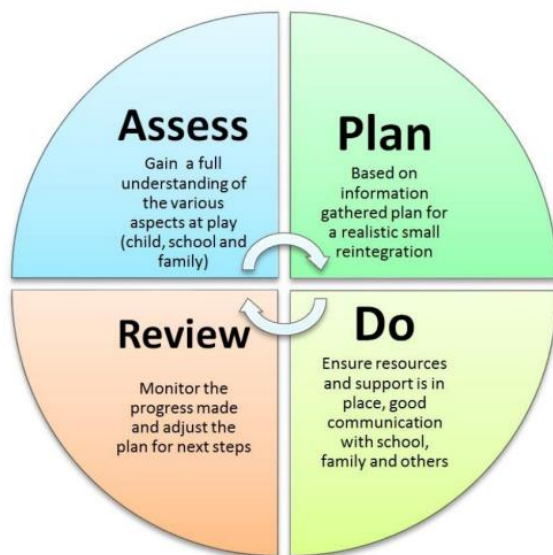 Assess
Gain a full
understanding of
the various
aspects at play
(child, school and
family)
Plan
Based on
information
gathered plan for
a realistic small
reintegration
Review
Monitor the
progress made
and adjust the
plan for next steps
Do
Ensure resources
and support is in
place, good
communication
with school,
family and others